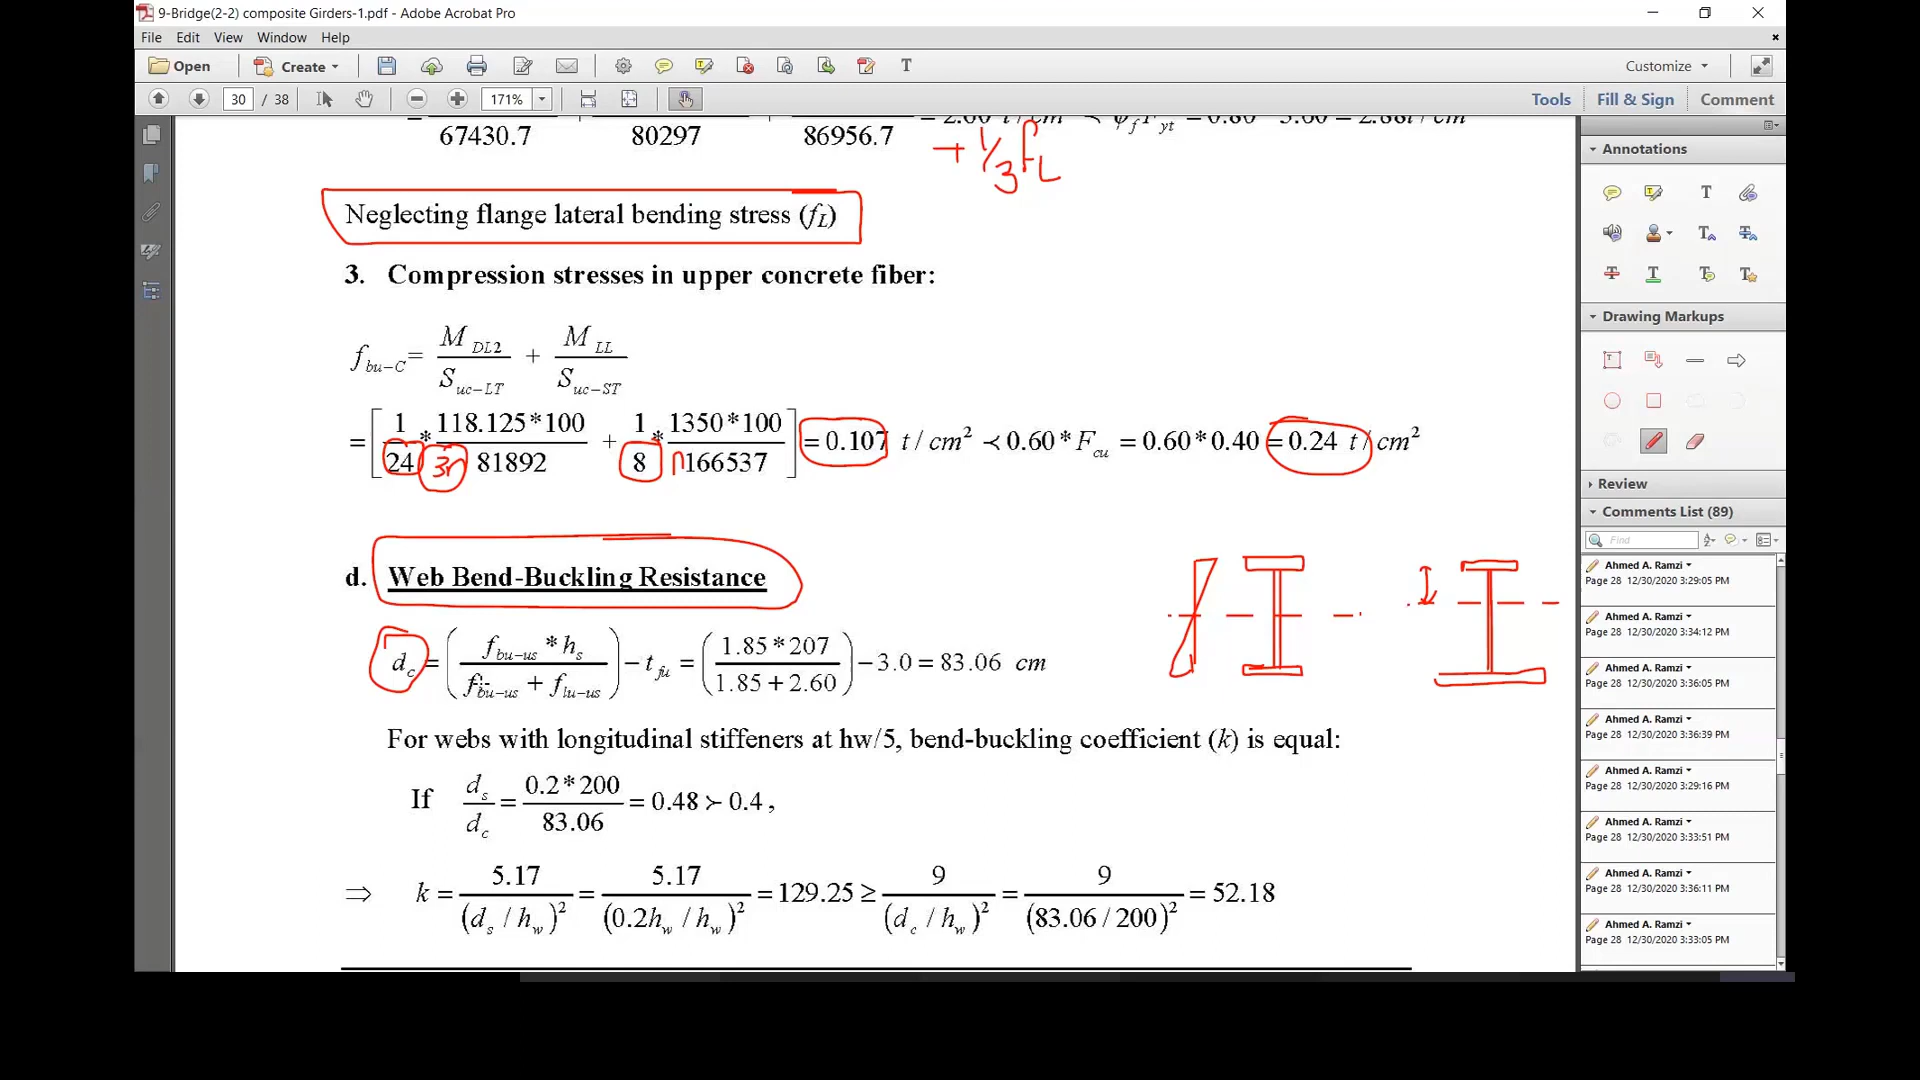 9-Bridge(2-2) composite Girders-1.pdf - Adobe Acrobat Pro
File Edit View Window Help
Open Create Customize
30 / 38 171% Tools Fill & Sign Comment
67430.7 80297 86956.7
+ 1/3 fL
Neglecting flange lateral bending stress (fL)
3. Compression stresses in upper concrete fiber:
f bu-C = M DL2 / S uc-LT + M LL / S uc-ST
= [ 1/24 * 118.125*100 / 81892 + 1/8 * 1350*100 / 166537 ] = 0.107 t / cm² ≺ 0.60 * Fcu = 0.60 * 0.40 = 0.24 t / cm²
3n n
d. Web Bend-Buckling Resistance
dc = ( f bu-us * hs / f bu-us + f lu-us ) - t fu = ( 1.85 * 207 / 1.85 + 2.60 ) - 3.0 = 83.06 cm
For webs with longitudinal stiffeners at hw/5, bend-buckling coefficient (k) is equal:
If ds / dc = 0.2 * 200 / 83.06 = 0.48 ≻ 0.4 ,
⇒ k = 5.17 / (ds / hw)² = 5.17 / (0.2hw / hw)² = 129.25 ≥ 9 / (dc / hw)² = 9 / (83.06 / 200)² = 52.18
Annotations
Drawing Markups
Review
Comments List (89)
Find
Ahmed A. Ramzi
Page 28 12/30/2020 3:29:05 PM
Ahmed A. Ramzi
Page 28 12/30/2020 3:34:12 PM
Ahmed A. Ramzi
Page 28 12/30/2020 3:36:05 PM
Ahmed A. Ramzi
Page 28 12/30/2020 3:36:39 PM
Ahmed A. Ramzi
Page 28 12/30/2020 3:29:16 PM
Ahmed A. Ramzi
Page 28 12/30/2020 3:33:51 PM
Ahmed A. Ramzi
Page 28 12/30/2020 3:36:11 PM
Ahmed A. Ramzi
Page 28 12/30/2020 3:33:05 PM